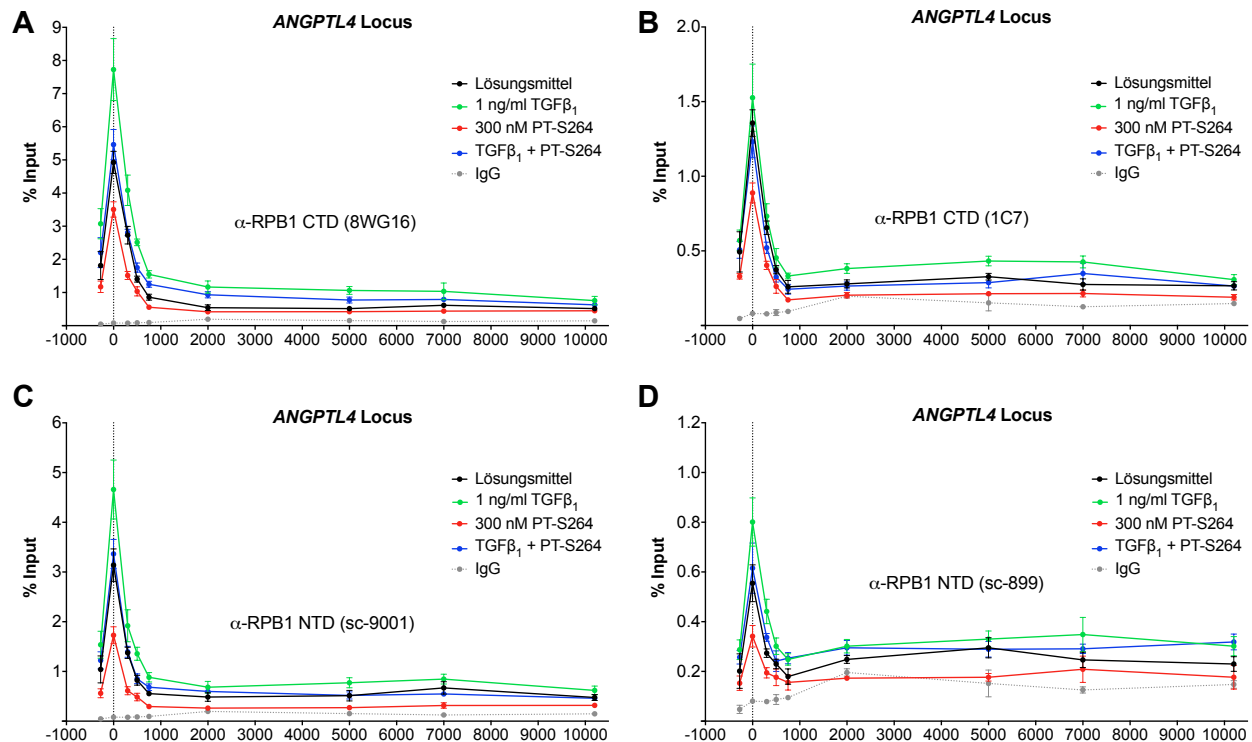 A
ANGPTL4 Locus
9
8
7
6
5
4
3
2
1
% Input
Lösungsmittel
1 ng/ml TGFβ₁
300 nM PT-S264
TGFβ₁ + PT-S264
IgG
α-RPB1 CTD (8WG16)
-1000 0 1000 2000 3000 4000 5000 6000 7000 8000 9000 10000
B
ANGPTL4 Locus
2.0
1.5
1.0
0.5
% Input
Lösungsmittel
1 ng/ml TGFβ₁
300 nM PT-S264
TGFβ₁ + PT-S264
IgG
α-RPB1 CTD (1C7)
-1000 0 1000 2000 3000 4000 5000 6000 7000 8000 9000 10000
C
ANGPTL4 Locus
6
5
4
3
2
1
% Input
Lösungsmittel
1 ng/ml TGFβ₁
300 nM PT-S264
TGFβ₁ + PT-S264
IgG
α-RPB1 NTD (sc-9001)
-1000 0 1000 2000 3000 4000 5000 6000 7000 8000 9000 10000
D
ANGPTL4 Locus
1.2
1.0
0.8
0.6
0.4
0.2
% Input
Lösungsmittel
1 ng/ml TGFβ₁
300 nM PT-S264
TGFβ₁ + PT-S264
IgG
α-RPB1 NTD (sc-899)
-1000 0 1000 2000 3000 4000 5000 6000 7000 8000 9000 10000